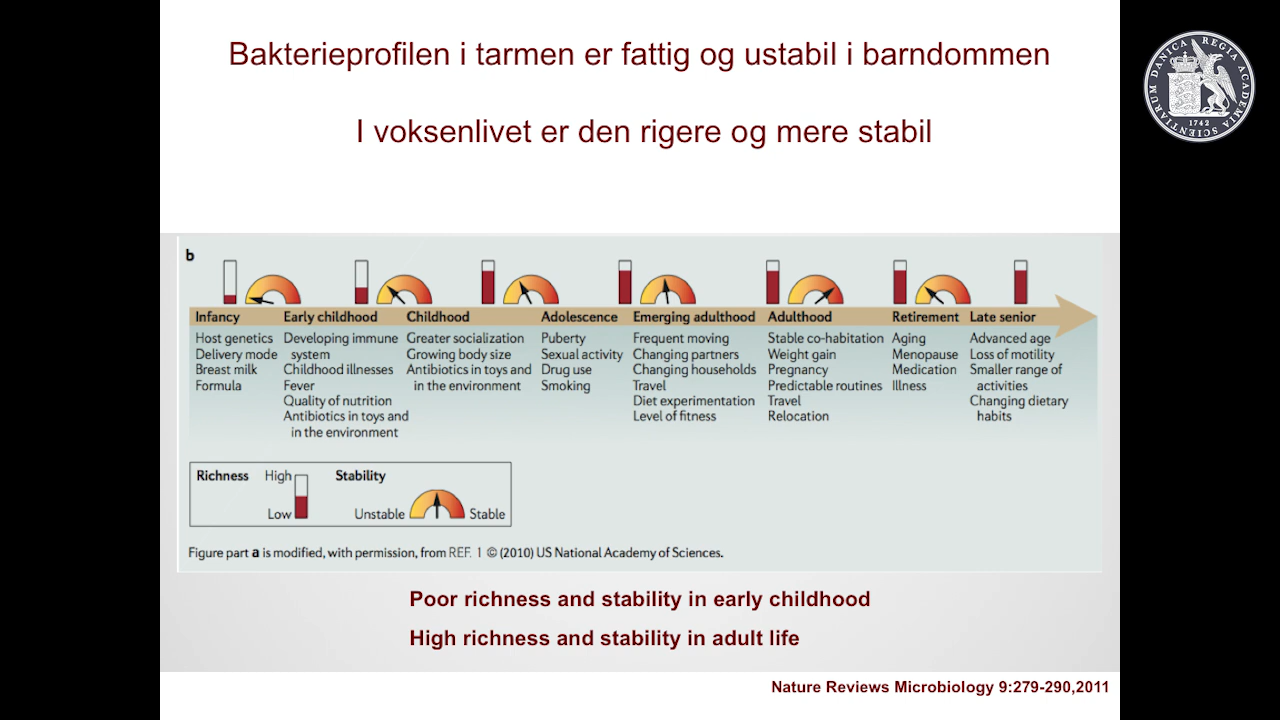 Bakterieprofilen i tarmen er fattig og ustabil i barndommen
I voksenlivet er den rigere og mere stabil
REGIA ACADEMIA SCIENTIARUM DANICA
1742
b
Infancy
Host genetics
Delivery mode
Breast milk
Formula
Early childhood
Developing immune
system
Childhood illnesses
Fever
Quality of nutrition
Antibiotics in toys and
in the environment
Childhood
Greater socialization
Growing body size
Antibiotics in toys and
in the environment
Adolescence
Puberty
Sexual activity
Drug use
Smoking
Emerging adulthood
Frequent moving
Changing partners
Changing households
Travel
Diet experimentation
Level of fitness
Adulthood
Stable co-habitation
Weight gain
Pregnancy
Predictable routines
Travel
Relocation
Retirement
Aging
Menopause
Medication
Illness
Late senior
Advanced age
Loss of motility
Smaller range of
activities
Changing dietary
habits
Richness
High
Low
Stability
Unstable
Stable
Figure part a is modified, with permission, from REF. 1 © (2010) US National Academy of Sciences.
Poor richness and stability in early childhood
High richness and stability in adult life
Nature Reviews Microbiology 9:279-290,2011